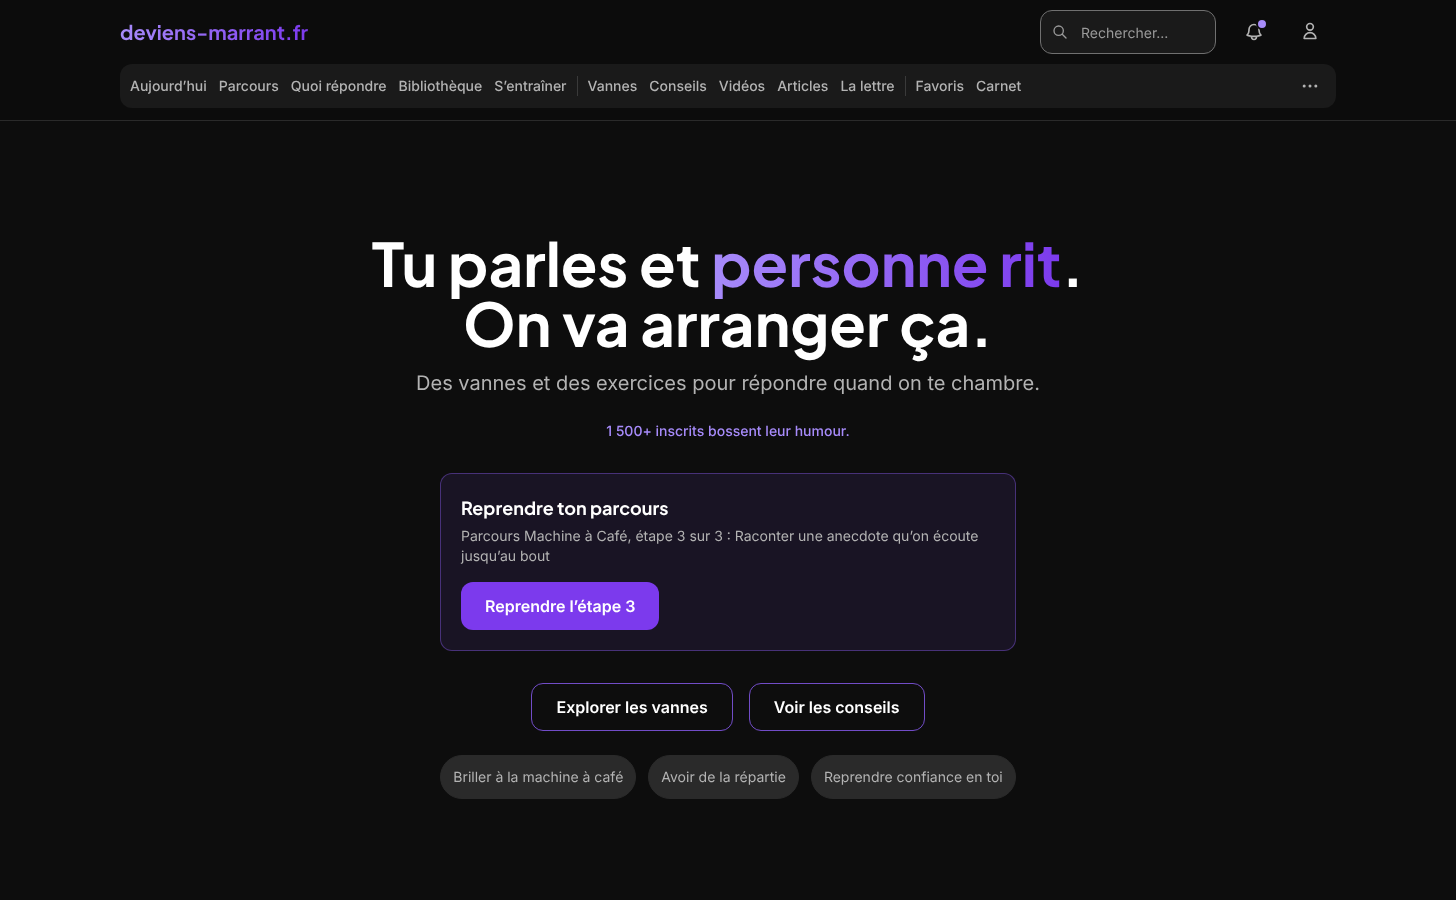 deviens-marrant.fr
Rechercher...
Aujourd’hui Parcours Quoi répondre Bibliothèque S’entraîner Vannes Conseils Vidéos Articles La lettre Favoris Carnet
Tu parles et personne rit.
On va arranger ça.
Des vannes et des exercices pour répondre quand on te chambre.
1 500+ inscrits bossent leur humour.
Reprendre ton parcours
Parcours Machine à Café, étape 3 sur 3 : Raconter une anecdote qu’on écoute
jusqu’au bout
Reprendre l’étape 3
Explorer les vannes Voir les conseils
Briller à la machine à café Avoir de la répartie Reprendre confiance en toi